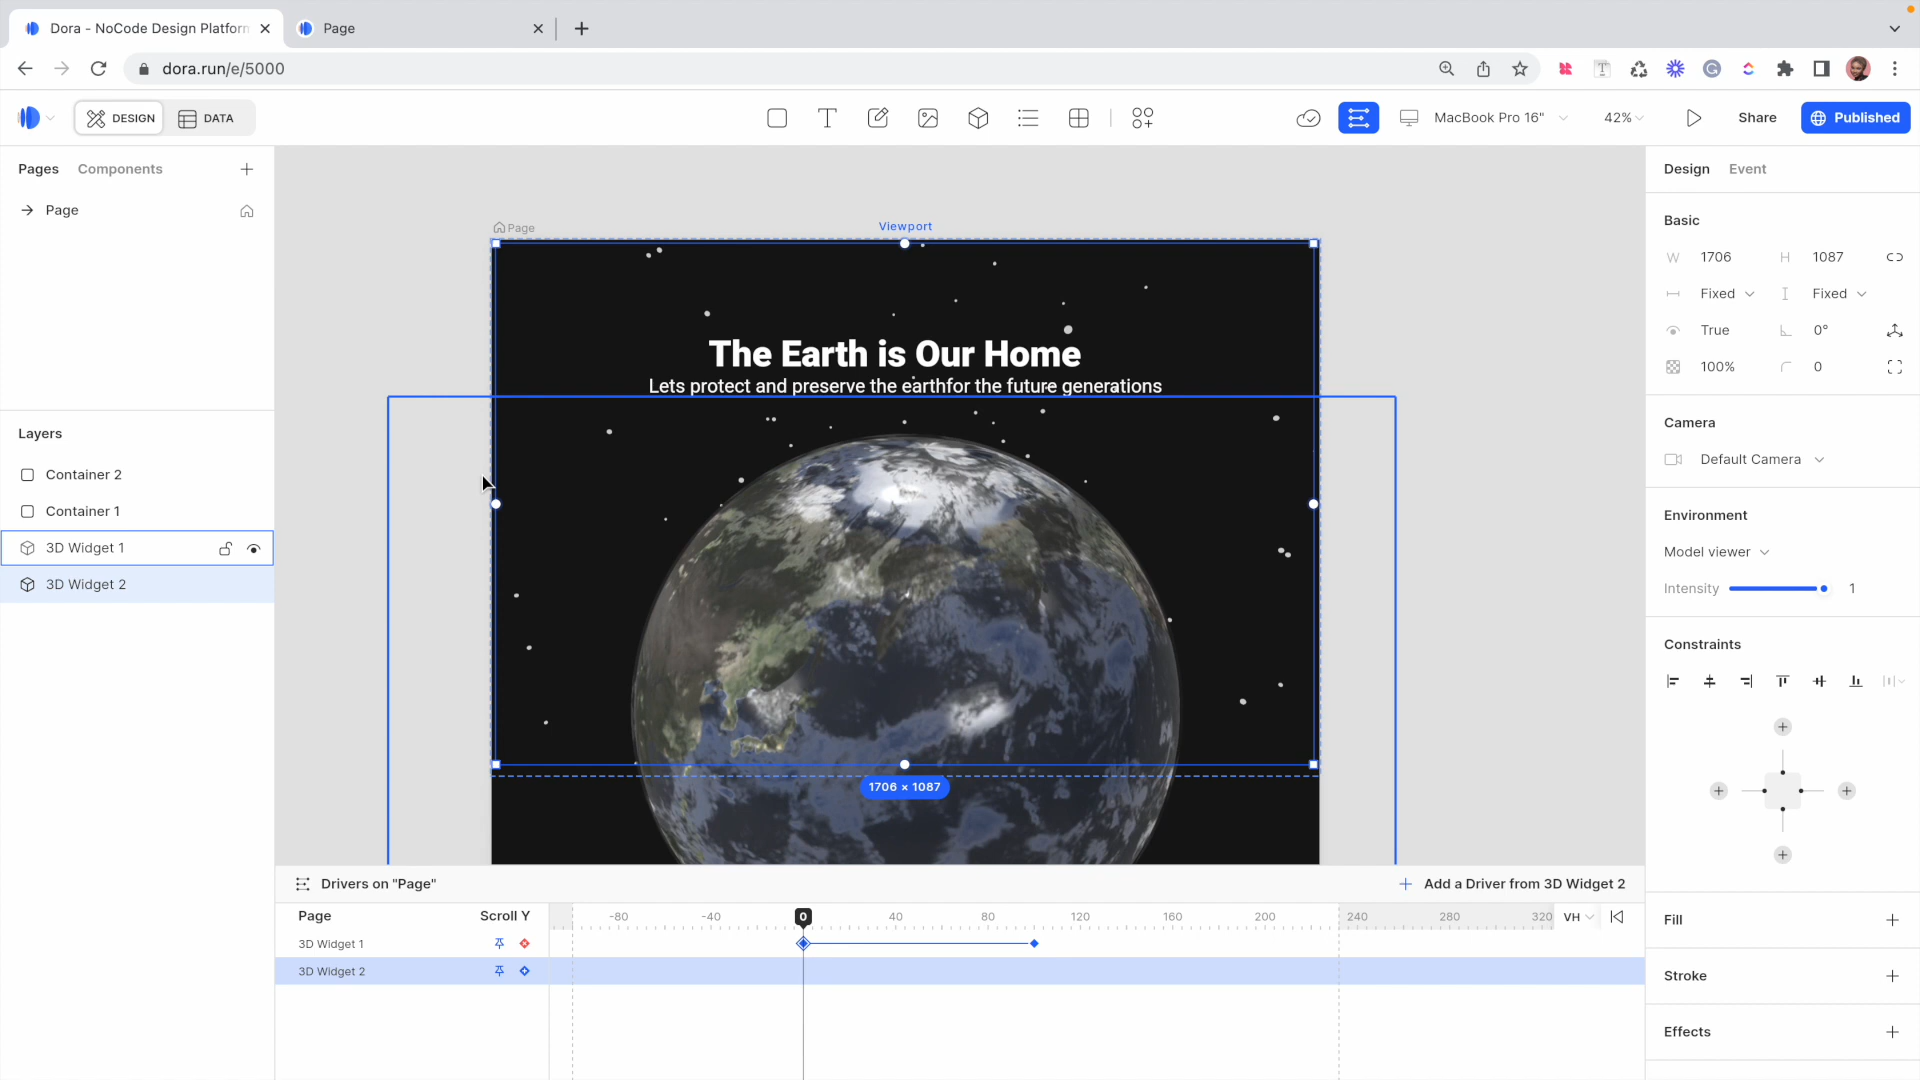 Dora - NoCode Design Platforn
Page
dora.run/e/5000
DESIGN
DATA
MacBook Pro 16"
42%
Share
Published
Pages
Components
Page
Layers
Container 2
Container 1
3D Widget 1
3D Widget 2
Page
Viewport
The Earth is Our Home
Lets protect and preserve the earthfor the future generations
1706 × 1087
Design
Event
Basic
W 1706 H 1087
Fixed Fixed
True 0°
100% 0
Camera
Default Camera
Environment
Model viewer
Intensity 1
Constraints
Fill
Stroke
Effects
Drivers on "Page"
Add a Driver from 3D Widget 2
Page Scroll Y
-80 -40 0 40 80 120 160 200 240 280 320 VH
3D Widget 1
3D Widget 2